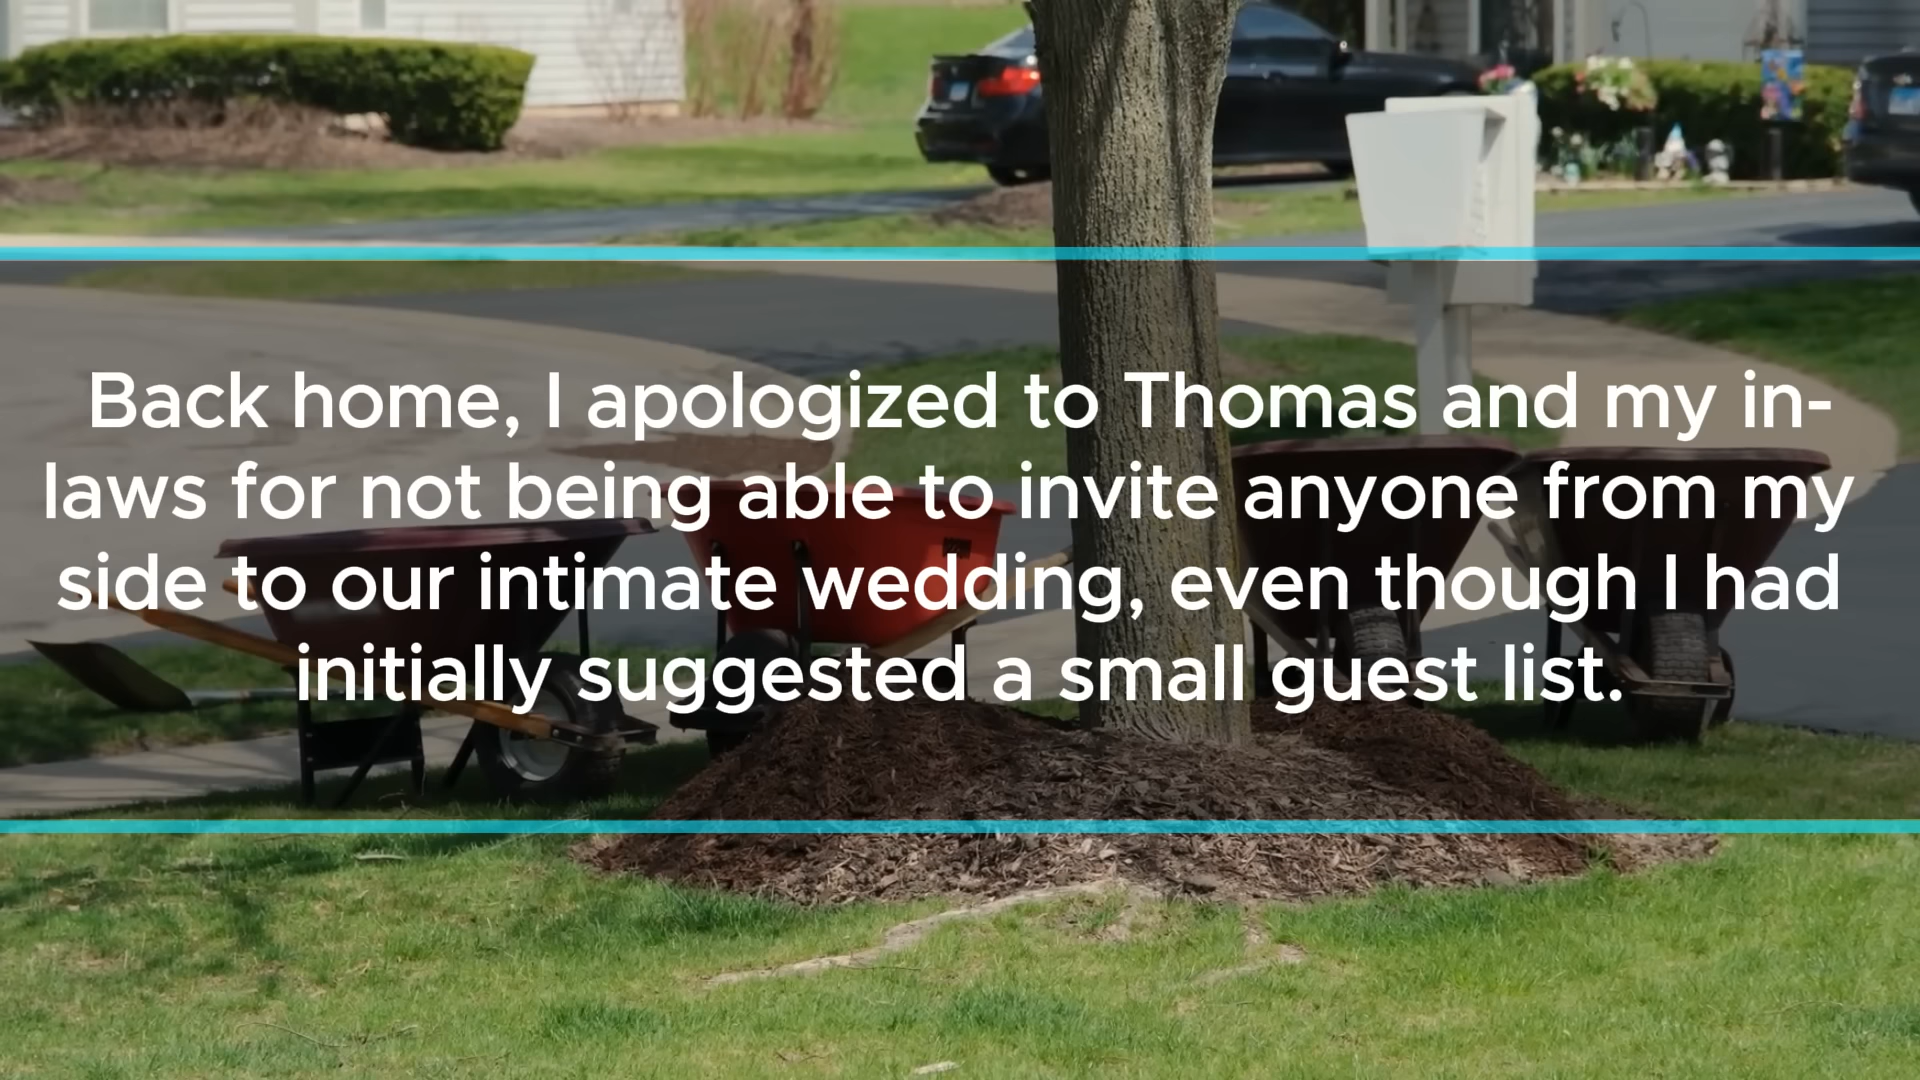 Back home, I apologized to Thomas and my in-
laws for not being able to invite anyone from my
side to our intimate wedding, even though I had
initially suggested a small guest list.